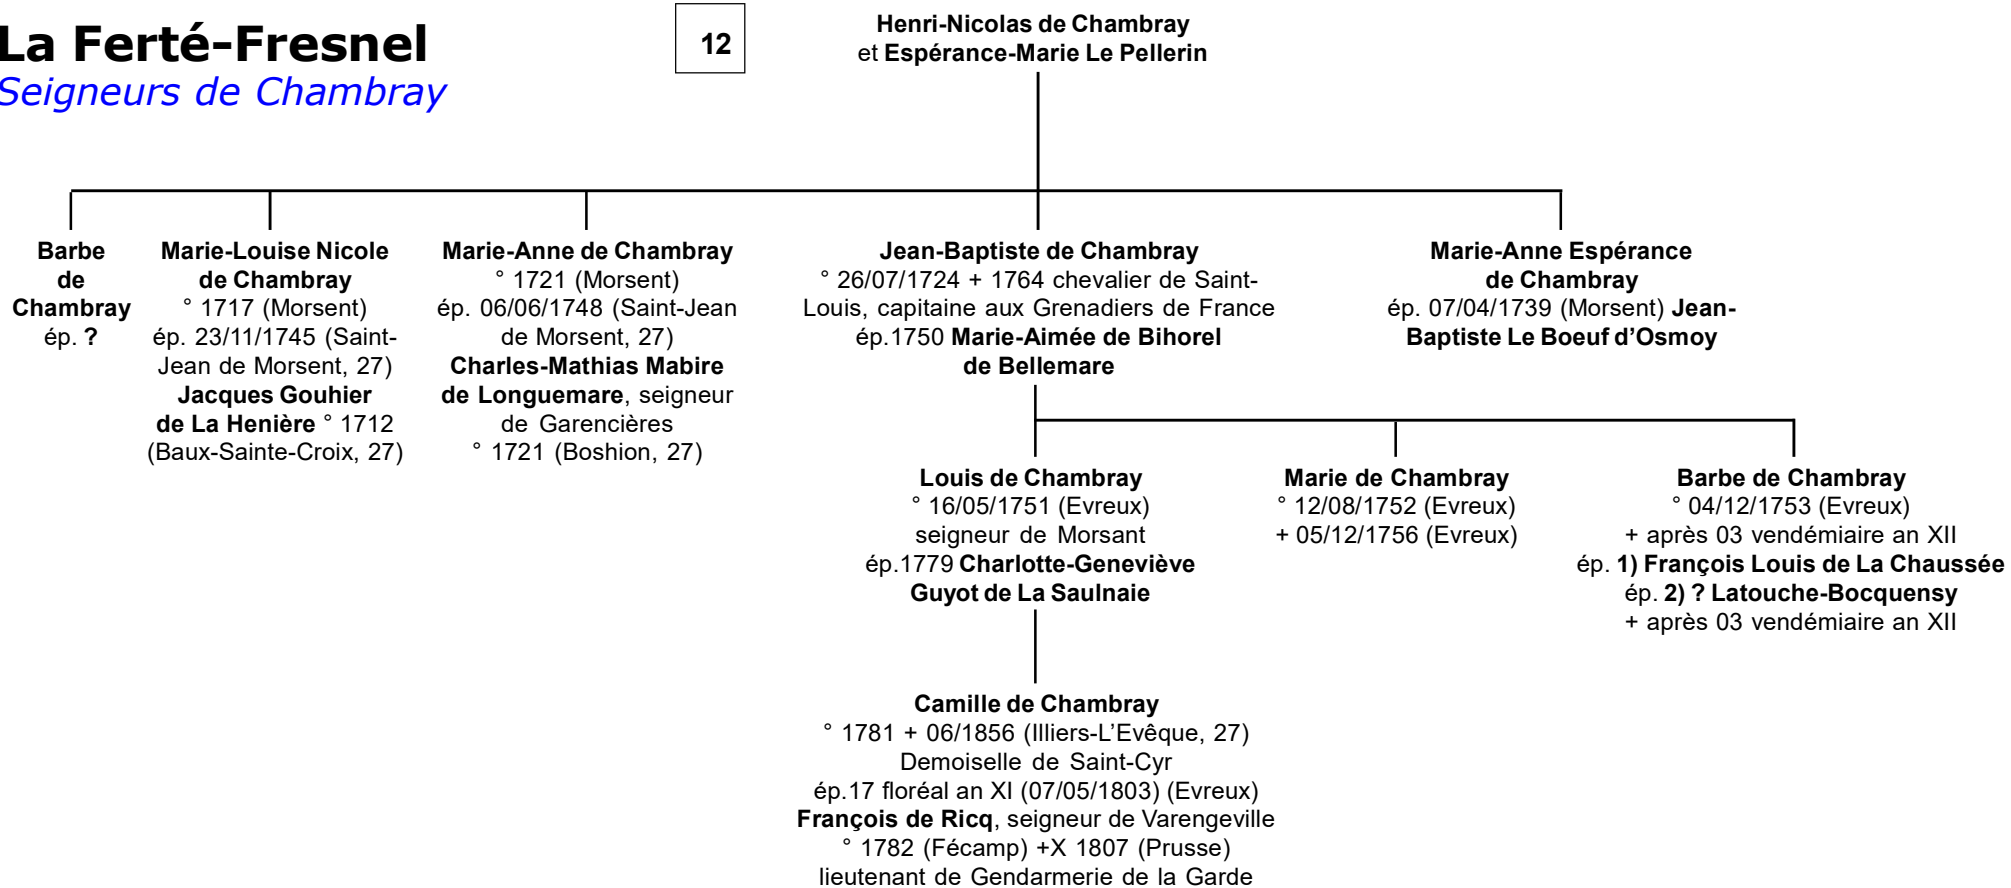 La Ferté-Fresnel
Seigneurs de Chambray
12
Henri-Nicolas de Chambray
et Espérance-Marie Le Pellerin
Barbe
de
Chambray
ép. ?
Marie-Louise Nicole
de Chambray
° 1717 (Morsent)
ép. 23/11/1745 (Saint-
Jean de Morsent, 27)
Jacques Gouhier
de La Henière ° 1712
(Baux-Sainte-Croix, 27)
Marie-Anne de Chambray
° 1721 (Morsent)
ép. 06/06/1748 (Saint-Jean
de Morsent, 27)
Charles-Mathias Mabire
de Longuemare, seigneur
de Garencières
° 1721 (Boshion, 27)
Jean-Baptiste de Chambray
° 26/07/1724 + 1764 chevalier de Saint-
Louis, capitaine aux Grenadiers de France
ép.1750 Marie-Aimée de Bihorel
de Bellemare
Marie-Anne Espérance
de Chambray
ép. 07/04/1739 (Morsent) Jean-
Baptiste Le Boeuf d'Osmoy
Louis de Chambray
° 16/05/1751 (Evreux)
seigneur de Morsant
ép.1779 Charlotte-Geneviève
Guyot de La Saulnaie
Marie de Chambray
° 12/08/1752 (Evreux)
+ 05/12/1756 (Evreux)
Barbe de Chambray
° 04/12/1753 (Evreux)
+ après 03 vendémiaire an XII
ép. 1) François Louis de La Chaussée
ép. 2) ? Latouche-Bocquensy
+ après 03 vendémiaire an XII
Camille de Chambray
° 1781 + 06/1856 (Illiers-L'Evêque, 27)
Demoiselle de Saint-Cyr
ép.17 floréal an XI (07/05/1803) (Evreux)
François de Ricq, seigneur de Varengeville
° 1782 (Fécamp) +X 1807 (Prusse)
lieutenant de Gendarmerie de la Garde